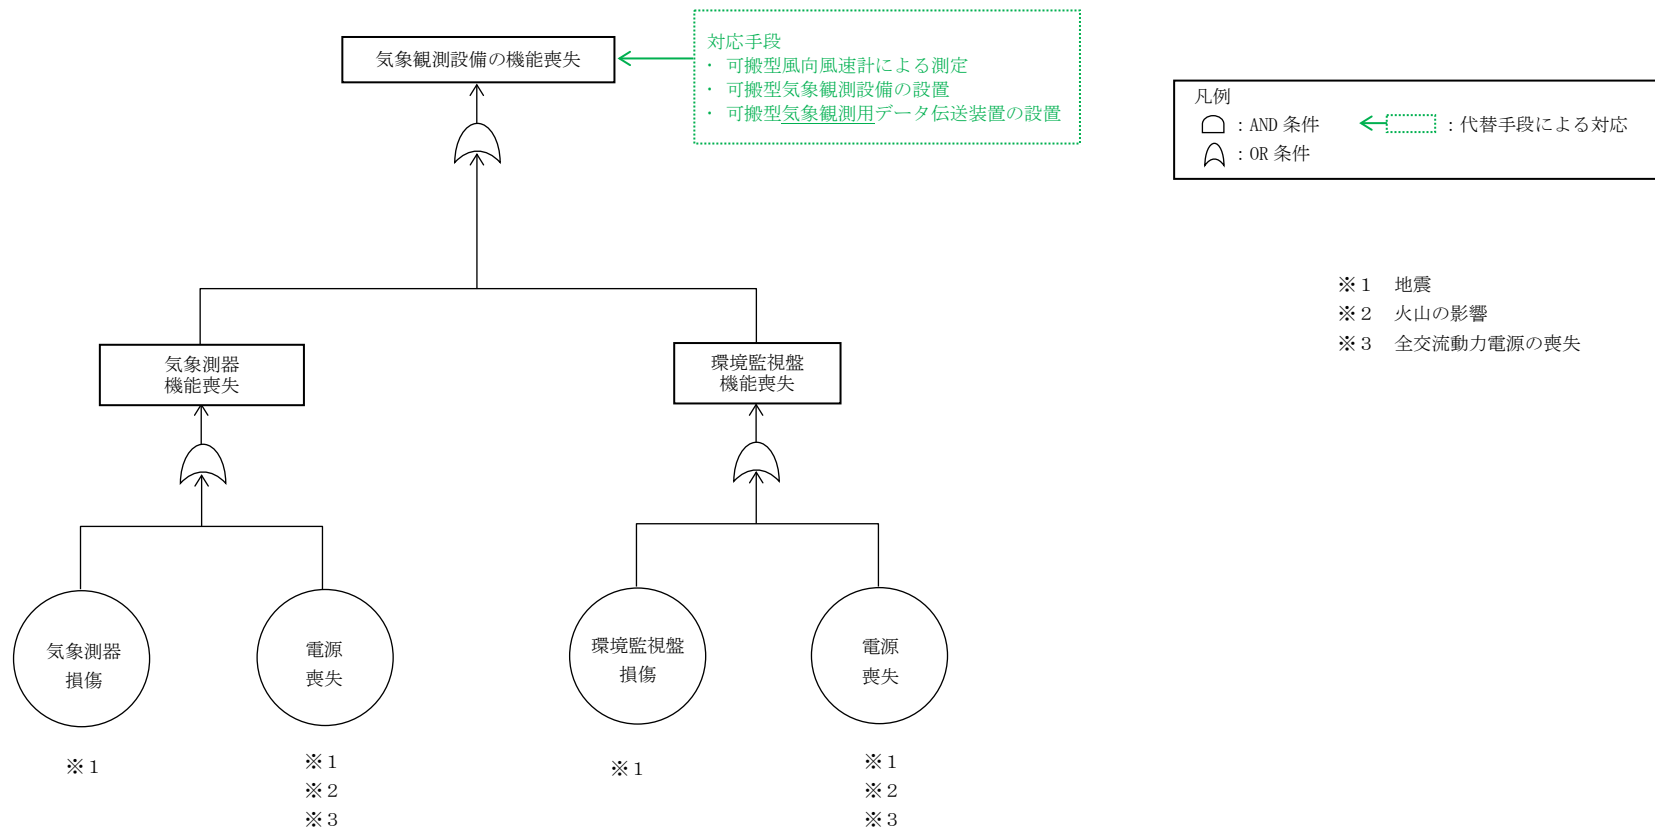 気象観測設備の機能喪失
対応手段
・ 可搬型風向風速計による測定
・ 可搬型気象観測設備の設置
・ 可搬型気象観測用データ伝送装置の設置
凡例
：AND 条件
：代替手段による対応
：OR 条件
※１　地震
※２　火山の影響
※３　全交流動力電源の喪失
気象測器
機能喪失
環境監視盤
機能喪失
気象測器
損傷
電源
喪失
環境監視盤
損傷
電源
喪失
※１
※１
※２
※３
※１
※１
※２
※３